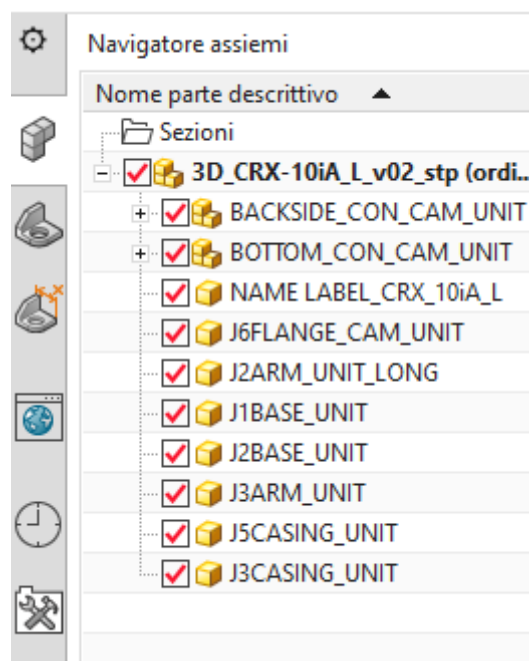 Navigatore assiemi
Nome parte descrittivo
Sezioni
3D_CRX-10iA_L_v02_stp (ordi...
BACKSIDE_CON_CAM_UNIT
BOTTOM_CON_CAM_UNIT
NAME LABEL_CRX_10iA_L
J6FLANGE_CAM_UNIT
J2ARM_UNIT_LONG
J1BASE_UNIT
J2BASE_UNIT
J3ARM_UNIT
J5CASING_UNIT
J3CASING_UNIT